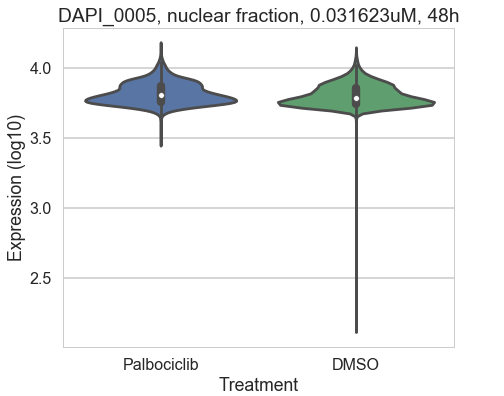 DAPI_0005, nuclear fraction, 0.031623uM, 48h
4.0
3.5
3.0
2.5
Expression (log10)
Palbociclib DMSO
Treatment